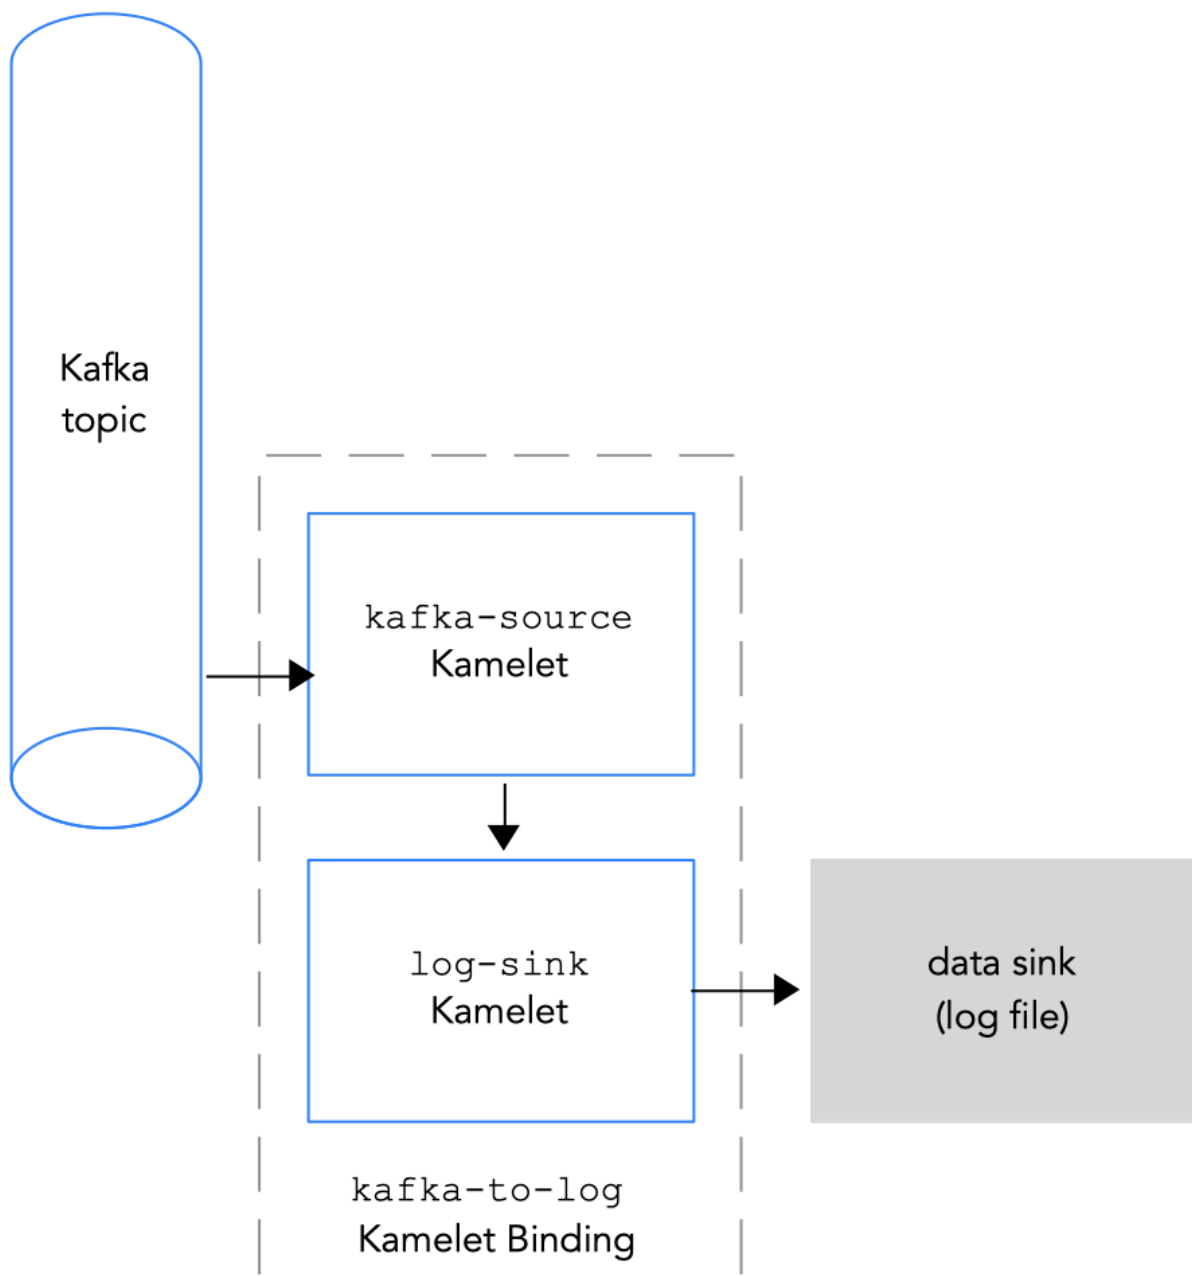 Kafka
topic
kafka-source
Kamelet
log-sink
Kamelet
data sink
(log file)
kafka-to-log
Kamelet Binding